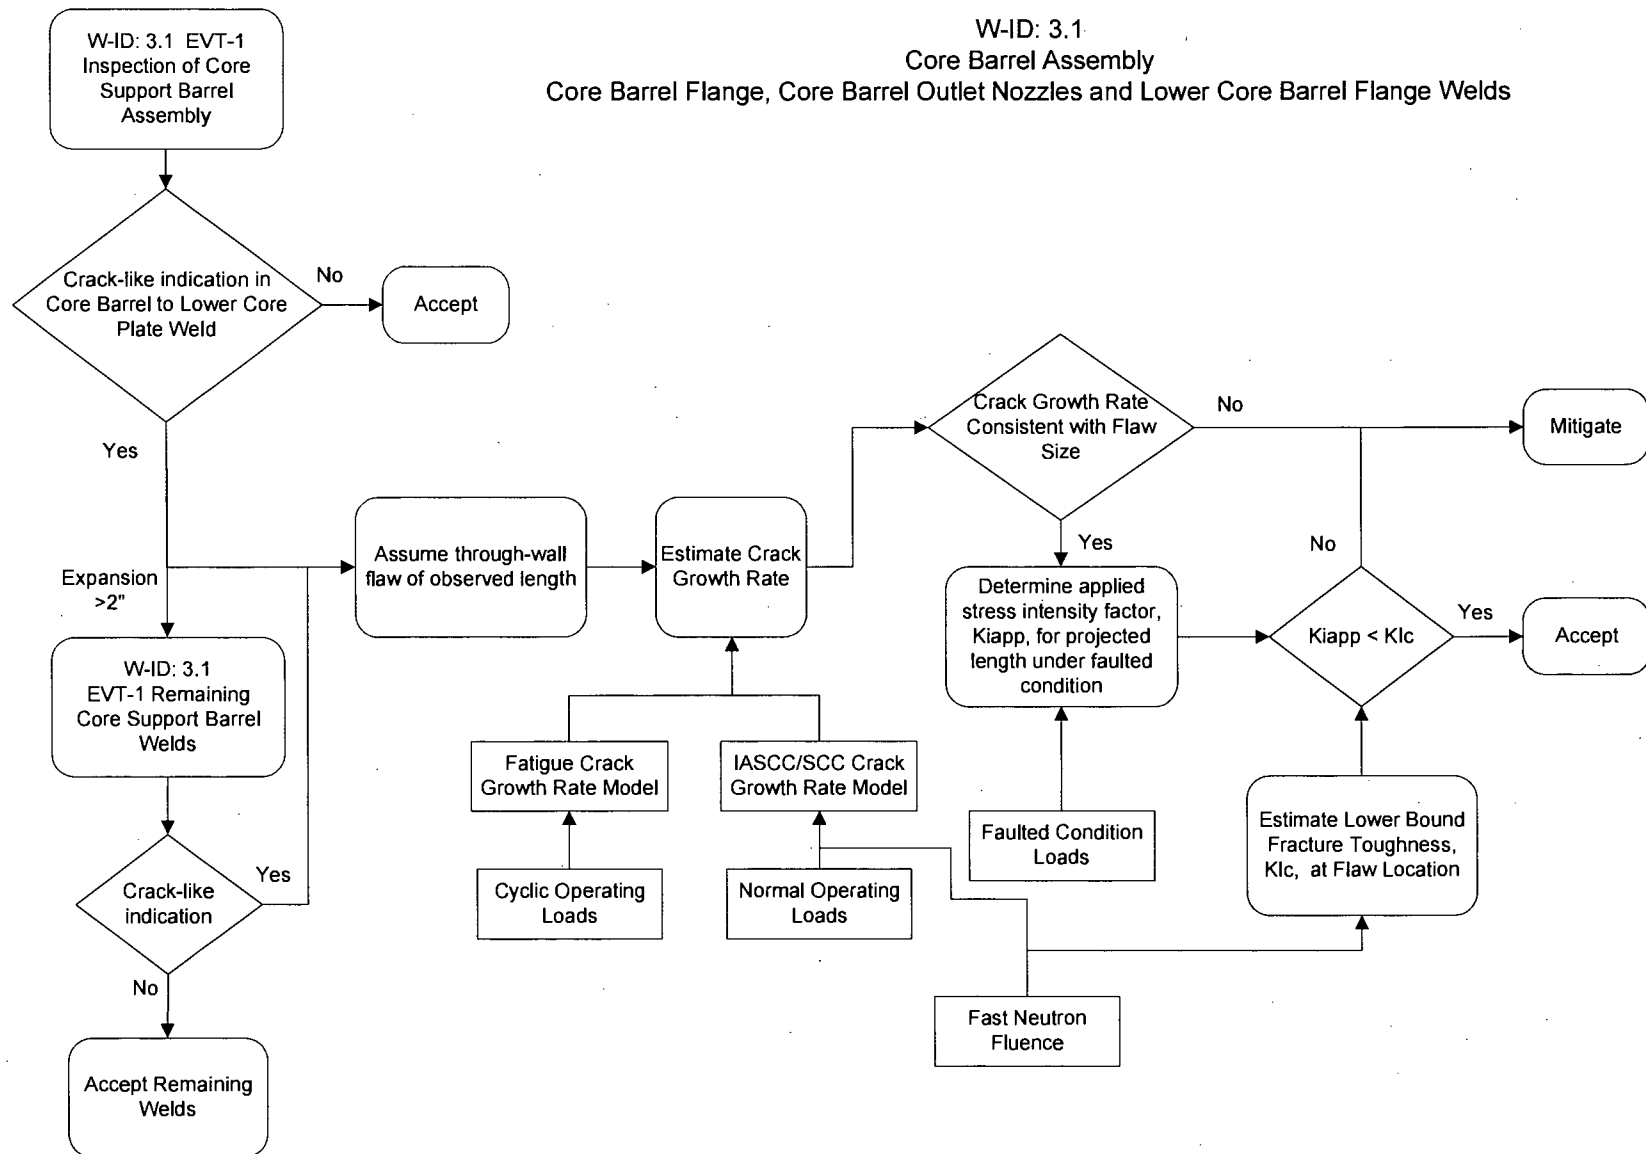 W-ID: 3.1
Core Barrel Assembly
Core Barrel Flange, Core Barrel Outlet Nozzles and Lower Core Barrel Flange Welds
W-ID: 3.1 EVT-1
Inspection of Core
Support Barrel
Assembly
Crack-like indication in
Core Barrel to Lower Core
Plate Weld
No
Accept
Yes
Expansion
>2"
W-ID: 3.1
EVT-1 Remaining
Core Support Barrel
Welds
Crack-like
indication
Yes
No
Accept Remaining
Welds
Assume through-wall
flaw of observed length
Estimate Crack
Growth Rate
Fatigue Crack
Growth Rate Model
IASCC/SCC Crack
Growth Rate Model
Cyclic Operating
Loads
Normal Operating
Loads
Crack Growth Rate
Consistent with Flaw
Size
No
Mitigate
Yes
Determine applied
stress intensity factor,
Kiapp, for projected
length under faulted
condition
Faulted Condition
Loads
Fast Neutron
Fluence
No
Kiapp < KIc
Yes
Accept
Estimate Lower Bound
Fracture Toughness,
KIc, at Flaw Location